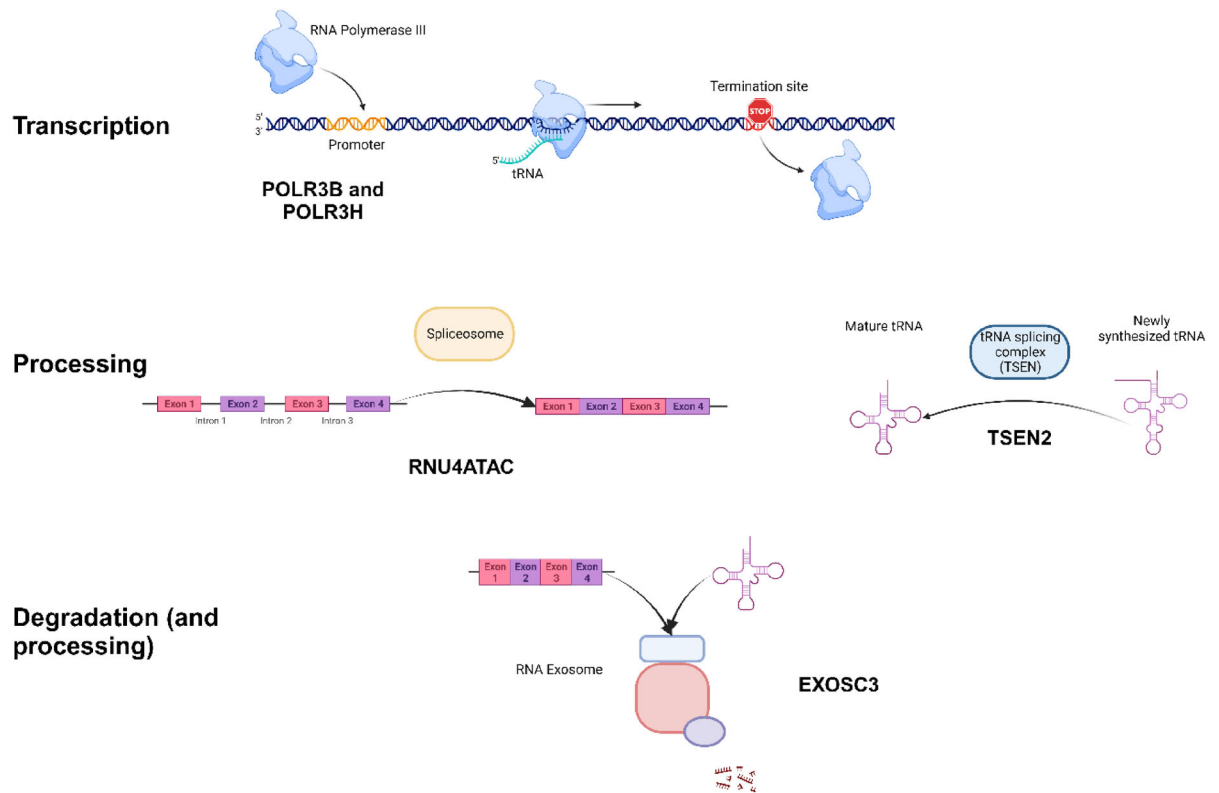 RNA Polymerase III
Termination site
STOP
Transcription
5'
3'
Promoter
5'
tRNA
POLR3B and
POLR3H
Spliceosome
Mature tRNA
tRNA splicing
complex
(TSEN)
Newly
synthesized tRNA
Processing
Exon 1
Exon 2
Exon 3
Exon 4
Intron 1
Intron 2
Intron 3
Exon 1
Exon 2
Exon 3
Exon 4
RNU4ATAC
TSEN2
Exon
1
Exon
2
Exon
3
Exon
4
Degradation (and
processing)
RNA Exosome
EXOSC3